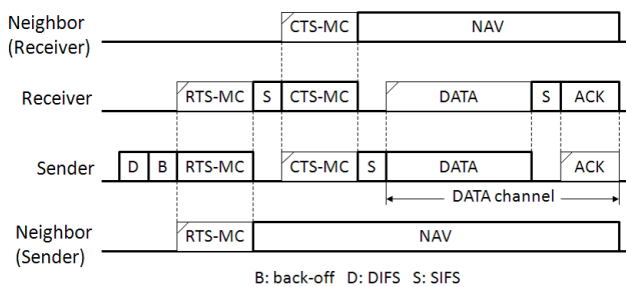 Neighbor
(Receiver)
CTS-MC
NAV
Receiver
RTS-MC
S
CTS-MC
DATA
S
ACK
Sender
D
B
RTS-MC
CTS-MC
S
DATA
ACK
DATA channel
Neighbor
(Sender)
RTS-MC
NAV
B: back-off D: DIFS S: SIFS